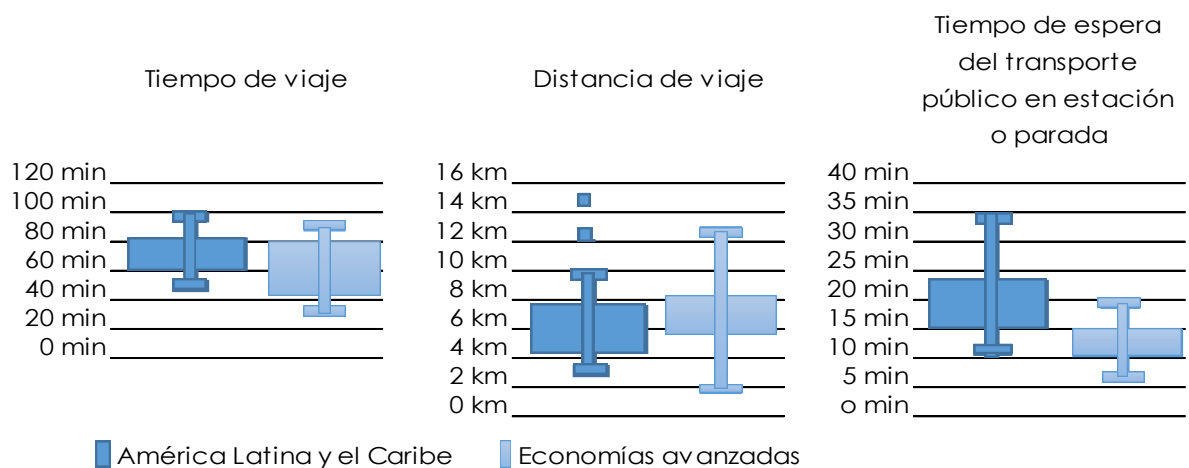 Tiempo de viaje
120 min
100 min
80 min
60 min
40 min
20 min
0 min
Distancia de viaje
16 km
14 km
12 km
10 km
8 km
6 km
4 km
2 km
0 km
Tiempo de espera
del transporte
público en estación
o parada
40 min
35 min
30 min
25 min
20 min
15 min
10 min
5 min
o min
América Latina y el Caribe
Economías avanzadas